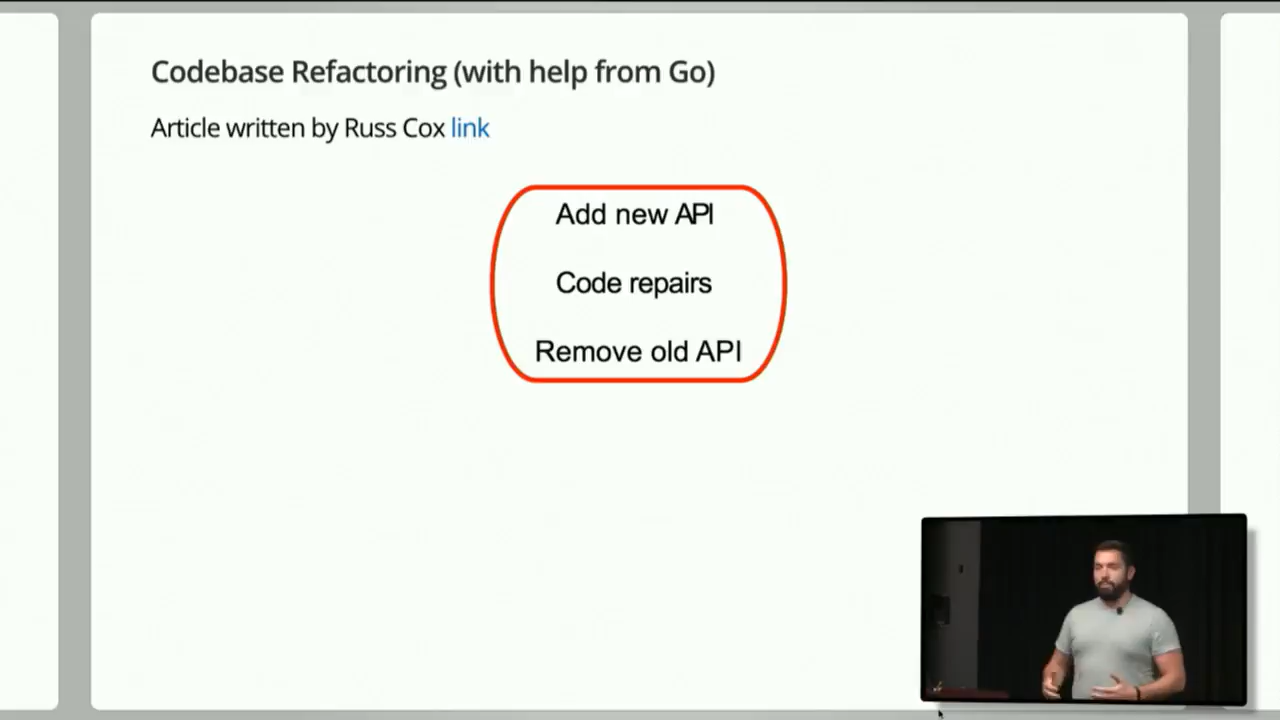 Codebase Refactoring (with help from Go)
Article written by Russ Cox link
Add new API
Code repairs
Remove old API